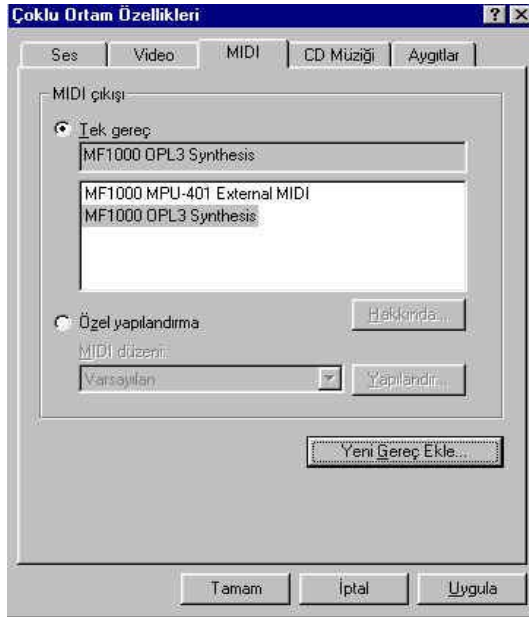 Çoklu Ortam Özellikleri
Ses Video MIDI CD Müziği Aygıtlar
MIDI çıkışı
Tek gereç
MF1000 OPL3 Synthesis
MF1000 MPU-401 External MIDI
MF1000 OPL3 Synthesis
Hakkında...
Özel yapılandırma
MIDI düzeni:
Varsayılan
Yapılandır...
Yeni Gereç Ekle...
Tamam İptal Uygula